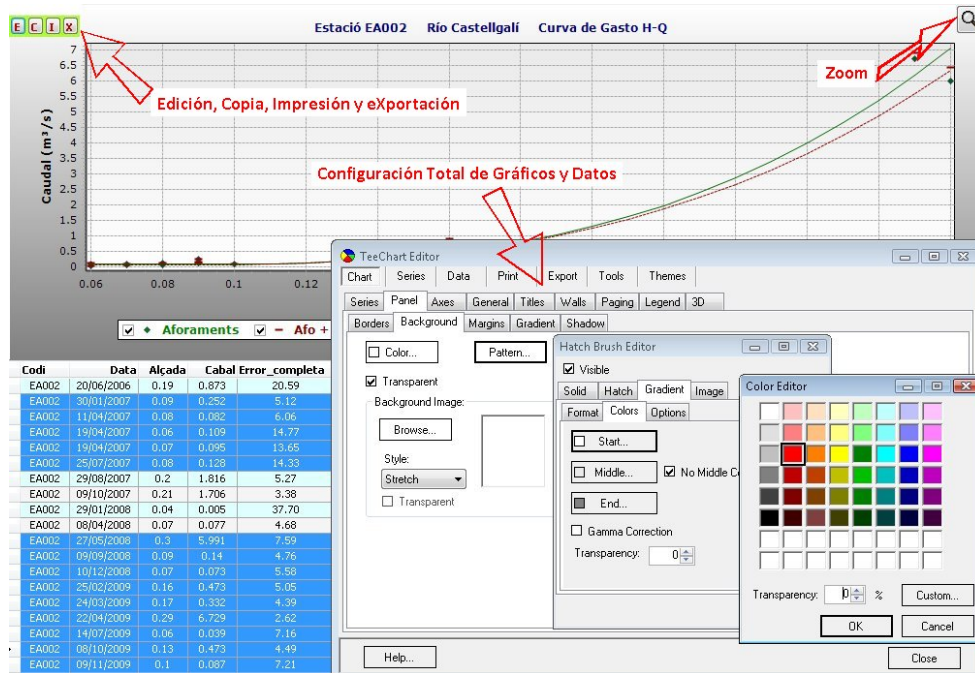 E C I X
Estació EA002 Río Castellgalí Curva de Gasto H-Q
Zoom
Edición, Copia, Impresión y eXportación
Configuración Total de Gráficos y Datos
Caudal (m³/s)
7
6.5
6
5.5
5
4.5
4
3.5
3
2.5
2
1.5
1
0.5
0
0.06 0.08 0.1 0.12
Aforaments Afo +
TeeChart Editor
Chart Series Data Print Export Tools Themes
Series Panel Axes General Titles Walls Paging Legend 3D
Borders Background Margins Gradient Shadow
Color... Pattern...
Transparent
Background Image:
Browse...
Style:
Stretch
Transparent
Help...
Close
Hatch Brush Editor
Visible
Solid Hatch Gradient Image
Format Colors Options
Start...
Middle... No Middle C
End...
Gamma Correction
Transparency: 0
Color Editor
Transparency: 0 % Custom...
OK Cancel
Codi Data Alçada Cabal Error_completa
EA002 20/06/2006 0.19 0.873 20.59
EA002 30/01/2007 0.09 0.252 5.12
EA002 11/04/2007 0.08 0.082 6.06
EA002 19/04/2007 0.06 0.109 14.77
EA002 19/04/2007 0.07 0.095 13.65
EA002 25/07/2007 0.08 0.128 14.33
EA002 29/08/2007 0.2 1.816 5.27
EA002 09/10/2007 0.21 1.706 3.38
EA002 29/01/2008 0.04 0.005 37.70
EA002 08/04/2008 0.07 0.077 4.68
EA002 27/05/2008 0.3 5.991 7.59
EA002 09/09/2008 0.09 0.14 4.76
EA002 10/12/2008 0.07 0.073 5.58
EA002 25/02/2009 0.16 0.473 5.05
EA002 24/03/2009 0.17 0.332 4.39
EA002 22/04/2009 0.29 6.729 2.62
EA002 14/07/2009 0.06 0.039 7.16
EA002 08/10/2009 0.13 0.473 4.49
EA002 09/11/2009 0.1 0.087 7.21